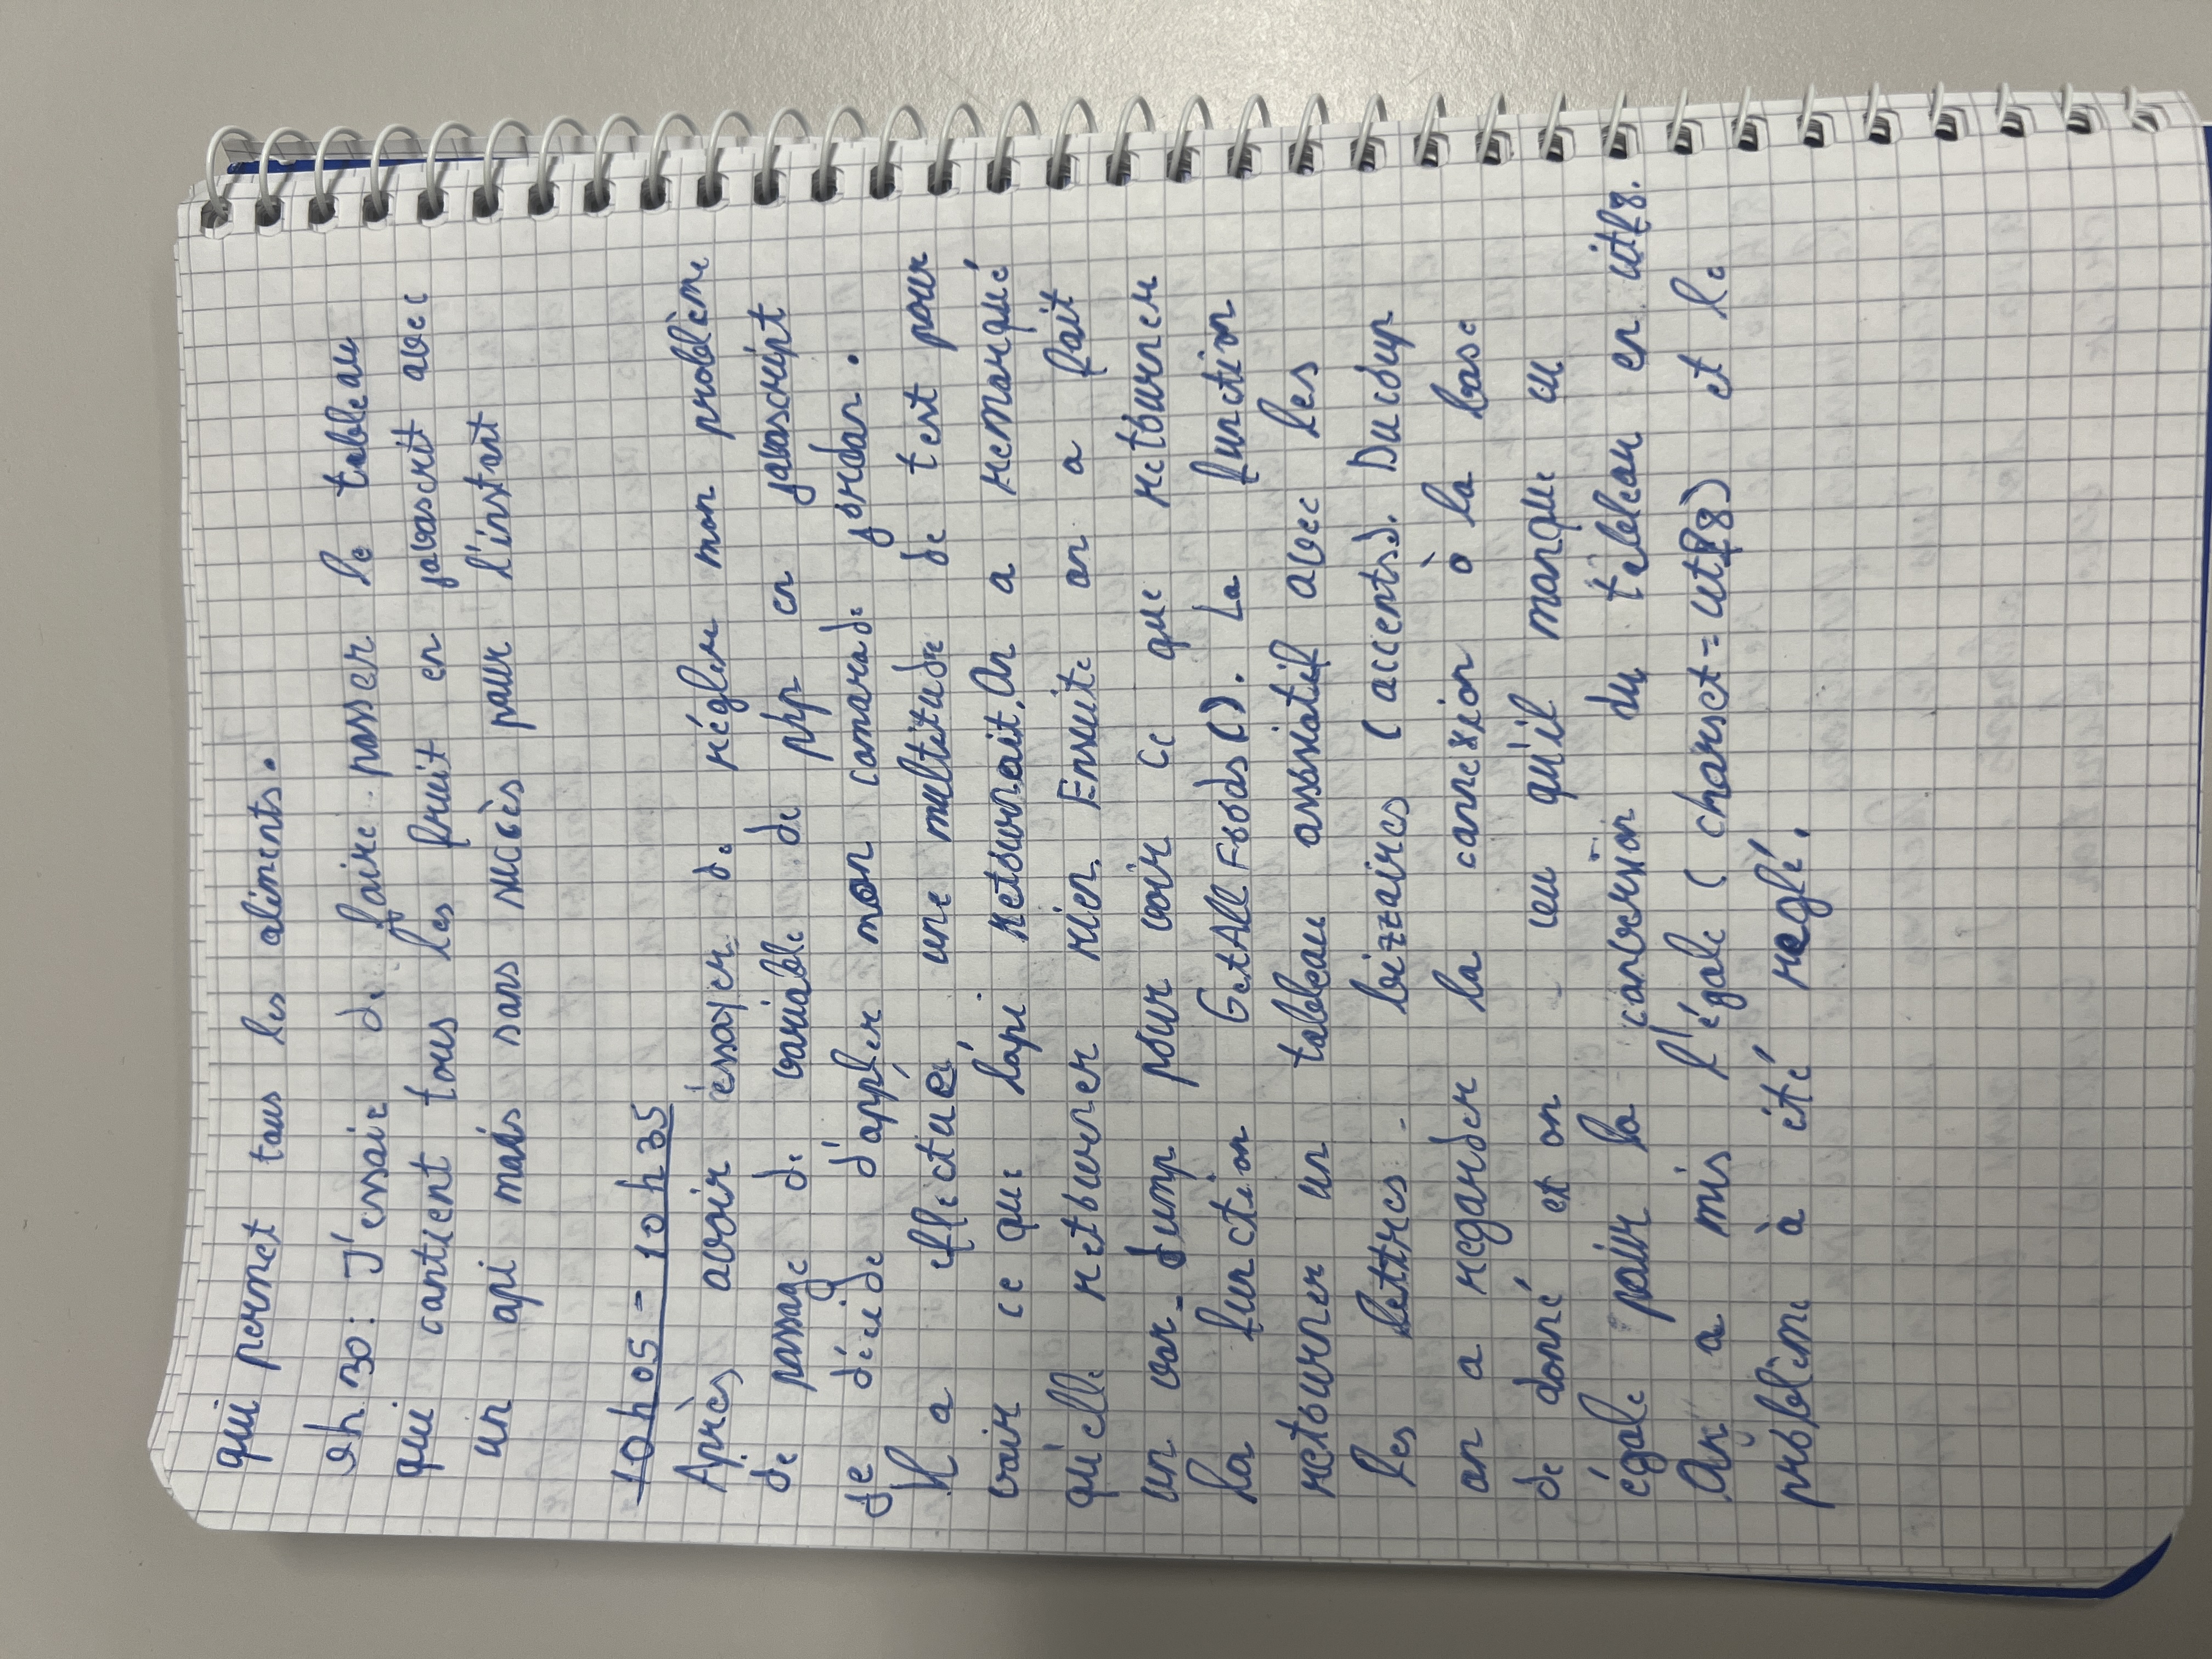 qui permet tous les aliments.
9h30: J'essaie de faire passer le tableau
qui contient tous les fruit en javascrit avec
un api mais sans succès pour l'instant
10h05 - 10h35
Après avoir éssayer de régler mon problème
de passage de variable de php en javascript
je décide d'appler mon camarade jordan.
Il a effectué, une multitude de test pour
voir ce que l'api retournait. On a remarqué
qu'elle retourner rien. Ensuite on a fait
un var_dump pour voir ce que retourner
la function GetAllFoods(). La function
retourner un tableau assosiatif avec les
les lettres bizzaires (accents). Ducoup
on a regarder la connexion à la base
de donné et on vu qu'il manque un
égale pour la conversion du tableau en utf8.
On a mis l'égale (charset=utf8) et le
problème à été reglé.